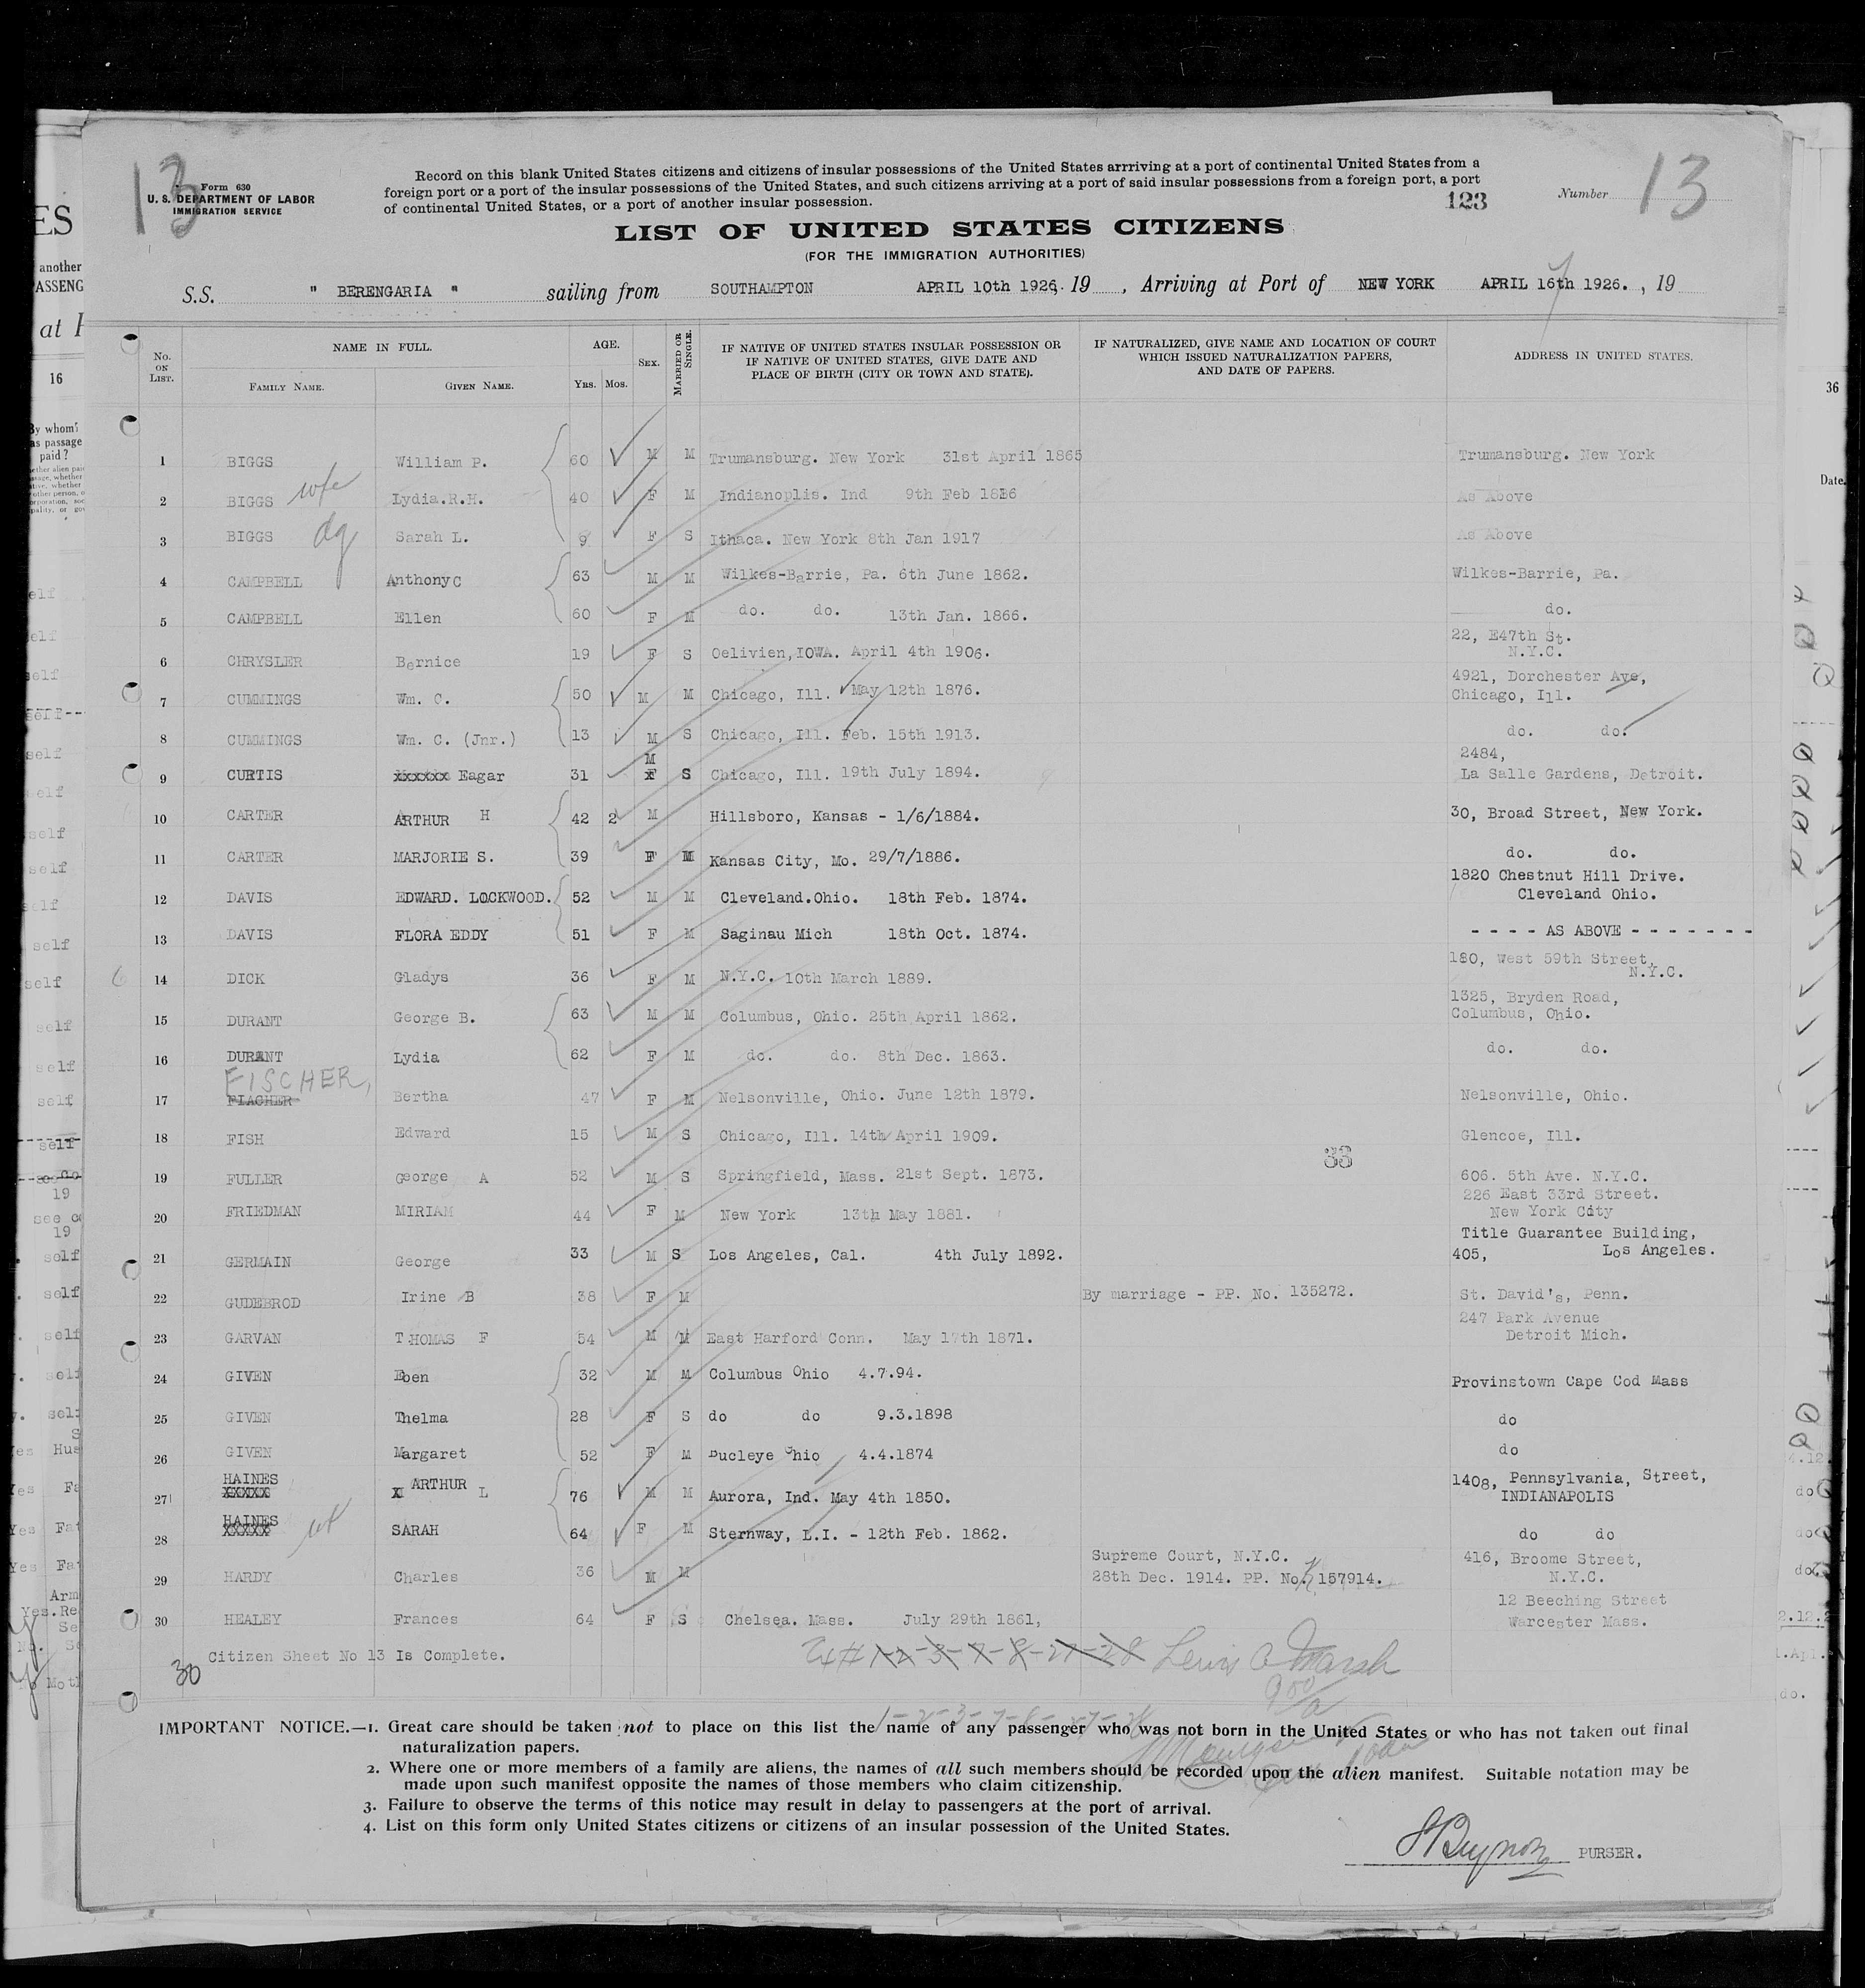 13
Form 630
U. S. DEPARTMENT OF LABOR
IMMIGRATION SERVICE
Record on this blank United States citizens and citizens of insular possessions of the United States arrriving at a port of continental United States from a
foreign port or a port of the insular possessions of the United States, and such citizens arriving at a port of said insular possessions from a foreign port, a port
of continental United States, or a port of another insular possession.
123
Number 13
LIST OF UNITED STATES CITIZENS
(FOR THE IMMIGRATION AUTHORITIES)
S.S. " BERENGARIA " sailing from SOUTHAMPTON APRIL 10th 1926. 19 , Arriving at Port of NEW YORK APRIL 16th 1926. , 19
7
No. ON LIST.
NAME IN FULL.
FAMILY NAME. GIVEN NAME.
AGE.
YRS. MOS.
SEX.
MARRIED OR SINGLE.
IF NATIVE OF UNITED STATES INSULAR POSSESSION OR
IF NATIVE OF UNITED STATES, GIVE DATE AND
PLACE OF BIRTH (CITY OR TOWN AND STATE).
IF NATURALIZED, GIVE NAME AND LOCATION OF COURT
WHICH ISSUED NATURALIZATION PAPERS,
AND DATE OF PAPERS.
ADDRESS IN UNITED STATES.
1 BIGGS William P. 60 M M Trumansburg. New York 31st April 1865 Trumansburg. New York
2 BIGGS wfe Lydia.R.H. 40 F M Indianoplis. Ind 9th Feb 1886 As Above
3 BIGGS dg Sarah L. 9 F S Ithaca. New York 8th Jan 1917 As Above
4 CAMPBELL Anthony C 63 M M Wilkes-Barrie, Pa. 6th June 1862. Wilkes-Barrie, Pa.
5 CAMPBELL Ellen 60 F M do. do. 13th Jan. 1866. do.
6 CHRYSLER Bernice 19 F S Oelivien, IOWA. April 4th 1906. 22, E47th St.
N.Y.C.
7 CUMMINGS Wm. C. 50 M M Chicago, Ill. May 12th 1876. 4921, Dorchester Ave,
Chicago, Ill.
8 CUMMINGS Wm. C. (Jnr.) 13 M S Chicago, Ill. Feb. 15th 1913. do. do.
9 CURTIS xxxxxx Eagar 31 M F S Chicago, Ill. 19th July 1894. 2484,
La Salle Gardens, Detroit.
10 CARTER ARTHUR H 42 2 M Hillsboro, Kansas - 1/6/1884. 30, Broad Street, New York.
11 CARTER MARJORIE S. 39 F M Kansas City, Mo. 29/7/1886. do. do.
12 DAVIS EDWARD. LOCKWOOD. 52 M M Cleveland.Ohio. 18th Feb. 1874. 1820 Chestnut Hill Drive.
Cleveland Ohio.
13 DAVIS FLORA EDDY 51 F M Saginau Mich 18th Oct. 1874. - - - - AS ABOVE - - - - - - -
6 14 DICK Gladys 36 F M N.Y.C. 10th March 1889. 180, West 59th Street,
N.Y.C.
15 DURANT George B. 63 M M Columbus, Ohio. 25th April 1862. 1325, Bryden Road,
Columbus, Ohio.
16 DURANT Lydia 62 F M do. do. 8th Dec. 1863. do. do.
FISCHER,
17 FIACHER Bertha 47 F M Nelsonville, Ohio. June 12th 1879. Nelsonville, Ohio.
18 FISH Edward 15 M S Chicago, Ill. 14th April 1909. Glencoe, Ill.
33
19 FULLER George A 52 M S Springfield, Mass. 21st Sept. 1873. 606. 5th Ave. N.Y.C.
20 FRIEDMAN MIRIAM 44 F M New York 13th May 1881. 226 East 33rd Street.
New York City
21 GERMAIN George 33 M S Los Angeles, Cal. 4th July 1892. Title Guarantee Building,
405, Los Angeles.
22 GUDEBROD Irine B 38 F M By marriage - PP. No. 135272. St. David's, Penn.
23 GARVAN THOMAS F 54 M M East Harford Conn. May 17th 1871. 247 Park Avenue
Detroit Mich.
24 GIVEN Eben 32 M M Columbus Ohio 4.7.94. Provinstown Cape Cod Mass
25 GIVEN Thelma 28 F S do do 9.3.1898 do
26 GIVEN Margaret 52 F M Bucleye Ohio 4.4.1874 do
27 HAINES XXXXX X ARTHUR L 76 M M Aurora, Ind. May 4th 1850. 1408, Pennsylvania, Street,
INDIANAPOLIS
28 HAINES XXXXX wf SARAH 64 F M Sternway, L.I. - 12th Feb. 1862. do do
29 HARDY Charles 36 M M Supreme Court, N.Y.C.
28th Dec. 1914. PP. No. 157914. 416, Broome Street,
N.Y.C.
30 HEALEY Frances 64 F S Chelsea. Mass. July 29th 1861, 12 Beeching Street
Warcester Mass.
Citizen Sheet No 13 Is Complete.
30
1-2-3-7-8-27-28 Lewis A Marsh
1-2-3-7-8-27-28
IMPORTANT NOTICE.—1. Great care should be taken not to place on this list the name of any passenger who was not born in the United States or who has not taken out final
naturalization papers.
2. Where one or more members of a family are aliens, the names of all such members should be recorded upon the alien manifest. Suitable notation may be
made upon such manifest opposite the names of those members who claim citizenship.
3. Failure to observe the terms of this notice may result in delay to passengers at the port of arrival.
4. List on this form only United States citizens or citizens of an insular possession of the United States.
PURSER.